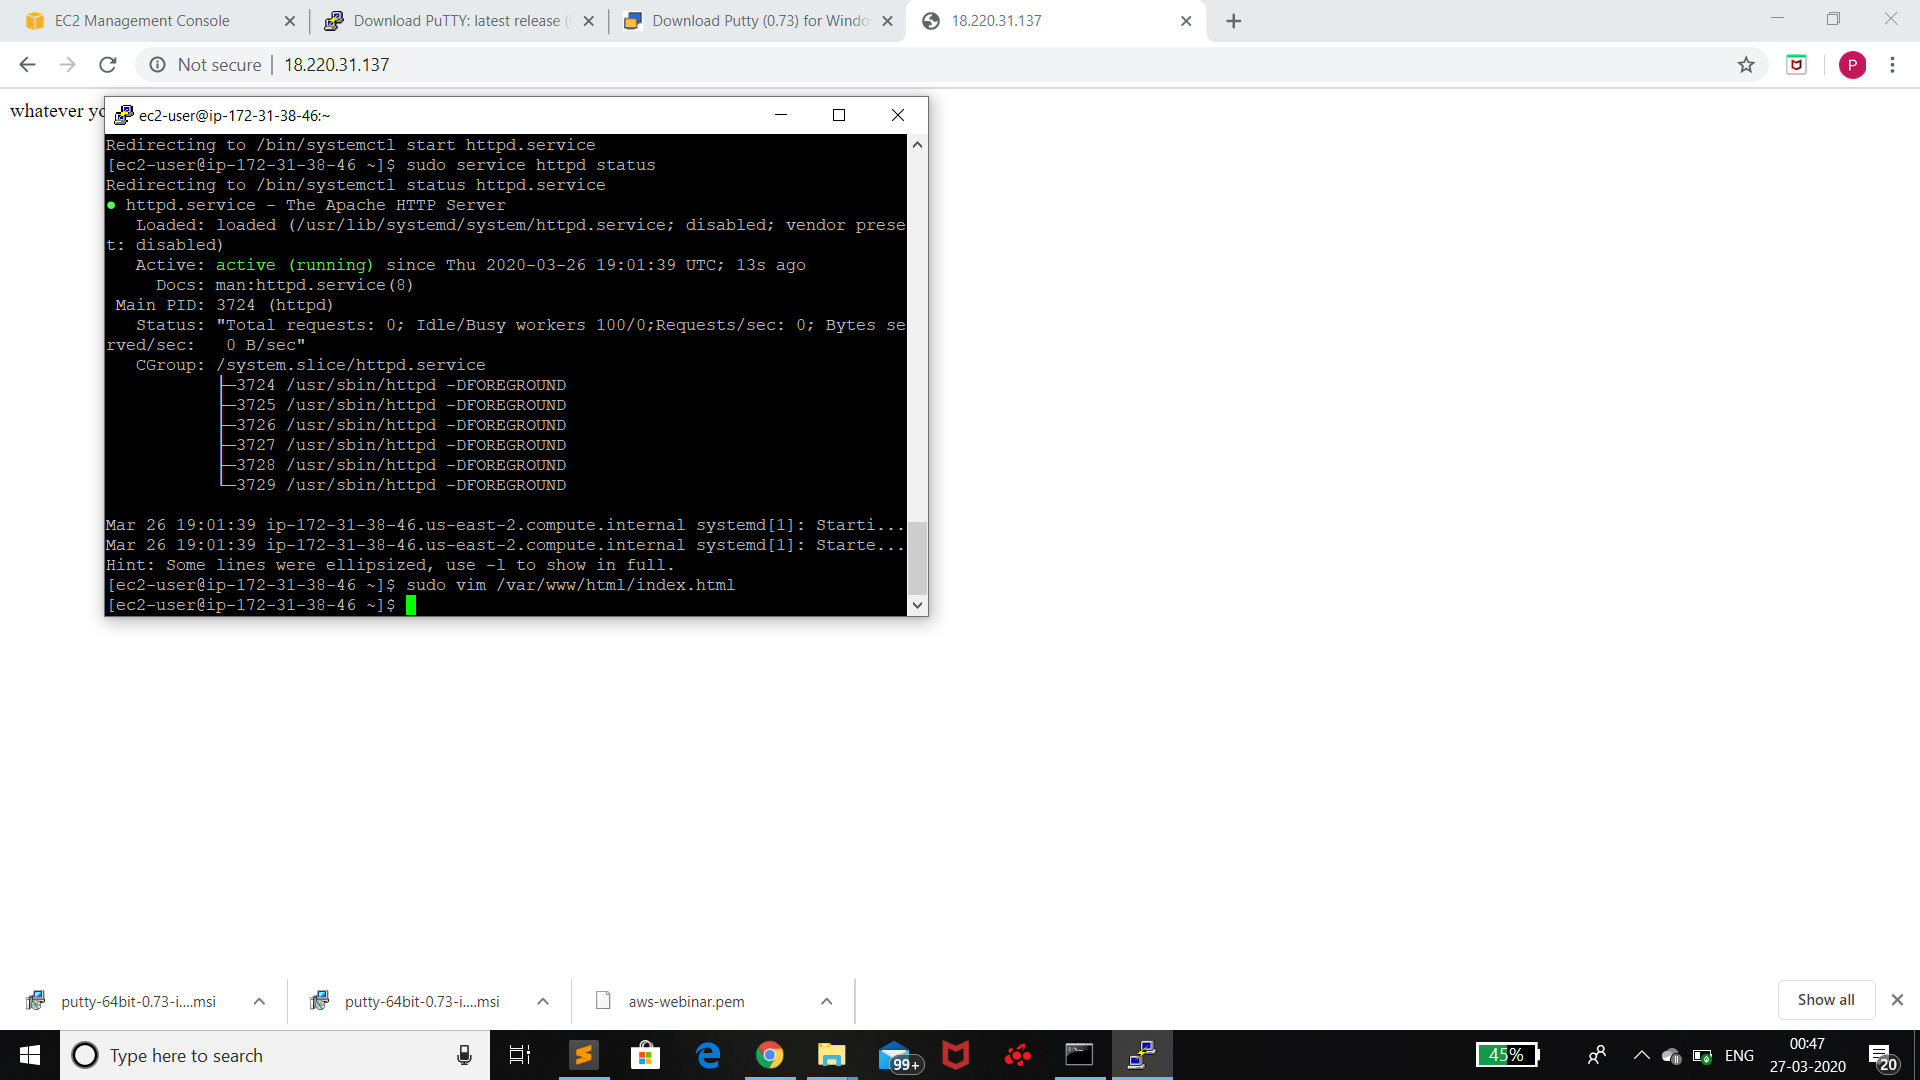 EC2 Management Console
Download PuTTY: latest release (
Download Putty (0.73) for Windo
18.220.31.137
Not secure
18.220.31.137
P
whatever yo
ec2-user@ip-172-31-38-46:~
Redirecting to /bin/systemctl start httpd.service
[ec2-user@ip-172-31-38-46 ~]$ sudo service httpd status
Redirecting to /bin/systemctl status httpd.service
● httpd.service - The Apache HTTP Server
Loaded: loaded (/usr/lib/systemd/system/httpd.service; disabled; vendor prese
t: disabled)
Active: active (running) since Thu 2020-03-26 19:01:39 UTC; 13s ago
Docs: man:httpd.service(8)
Main PID: 3724 (httpd)
Status: "Total requests: 0; Idle/Busy workers 100/0;Requests/sec: 0; Bytes se
rved/sec:   0 B/sec"
CGroup: /system.slice/httpd.service
├─3724 /usr/sbin/httpd -DFOREGROUND
├─3725 /usr/sbin/httpd -DFOREGROUND
├─3726 /usr/sbin/httpd -DFOREGROUND
├─3727 /usr/sbin/httpd -DFOREGROUND
├─3728 /usr/sbin/httpd -DFOREGROUND
└─3729 /usr/sbin/httpd -DFOREGROUND
Mar 26 19:01:39 ip-172-31-38-46.us-east-2.compute.internal systemd[1]: Starti...
Mar 26 19:01:39 ip-172-31-38-46.us-east-2.compute.internal systemd[1]: Starte...
Hint: Some lines were ellipsized, use -l to show in full.
[ec2-user@ip-172-31-38-46 ~]$ sudo vim /var/www/html/index.html
[ec2-user@ip-172-31-38-46 ~]$
putty-64bit-0.73-i....msi
putty-64bit-0.73-i....msi
aws-webinar.pem
Show all
Type here to search
99+
45%
ENG
00:47
27-03-2020
20